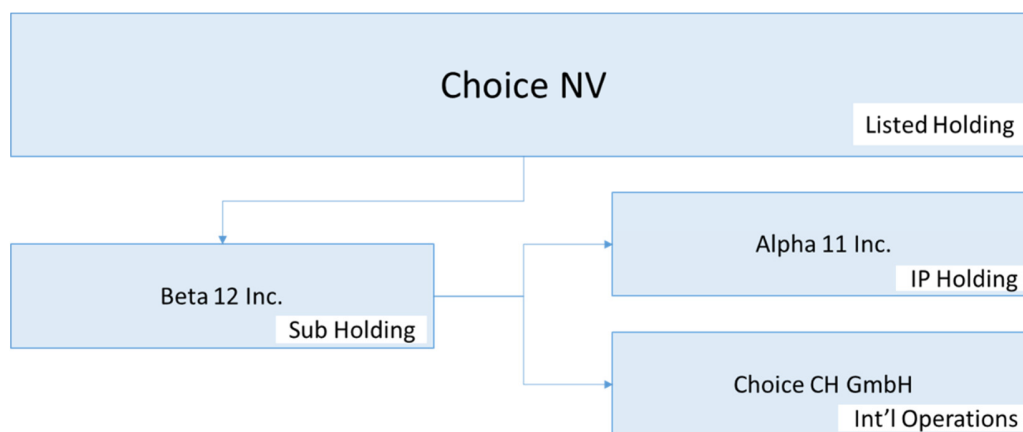 Choice NV
Listed Holding
Alpha 11 Inc.
IP Holding
Beta 12 Inc.
Sub Holding
Choice CH GmbH
Int'l Operations